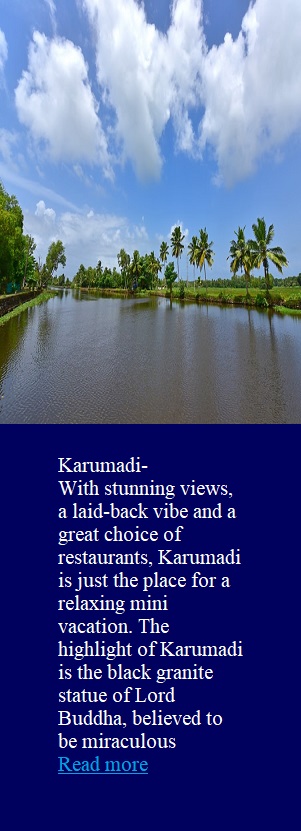 Karumadi-
With stunning views,
a laid-back vibe and a
great choice of
restaurants, Karumadi
is just the place for a
relaxing mini
vacation. The
highlight of Karumadi
is the black granite
statue of Lord
Buddha, believed to
be miraculous
Read more